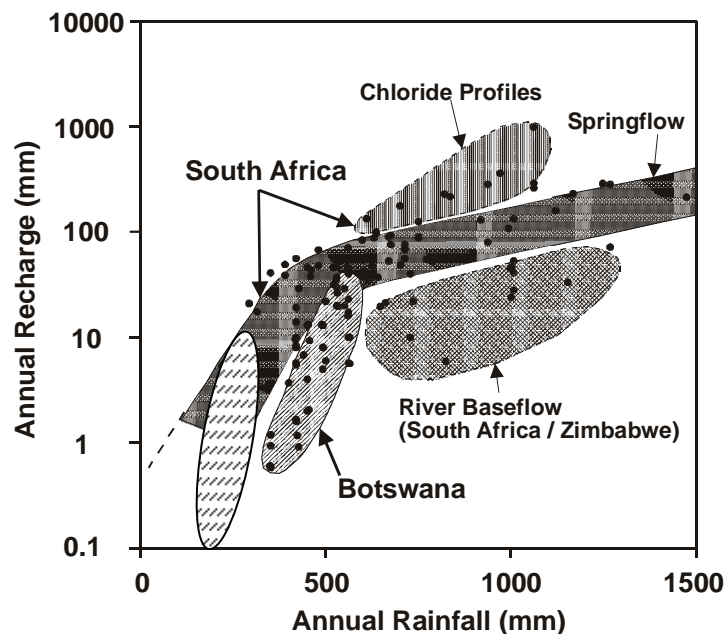 10000
1000
100
10
1
0.1
Annual Recharge (mm)
Chloride Profiles
Springflow
South Africa
River Baseflow
(South Africa / Zimbabwe)
Botswana
0
500
1000
1500
Annual Rainfall (mm)